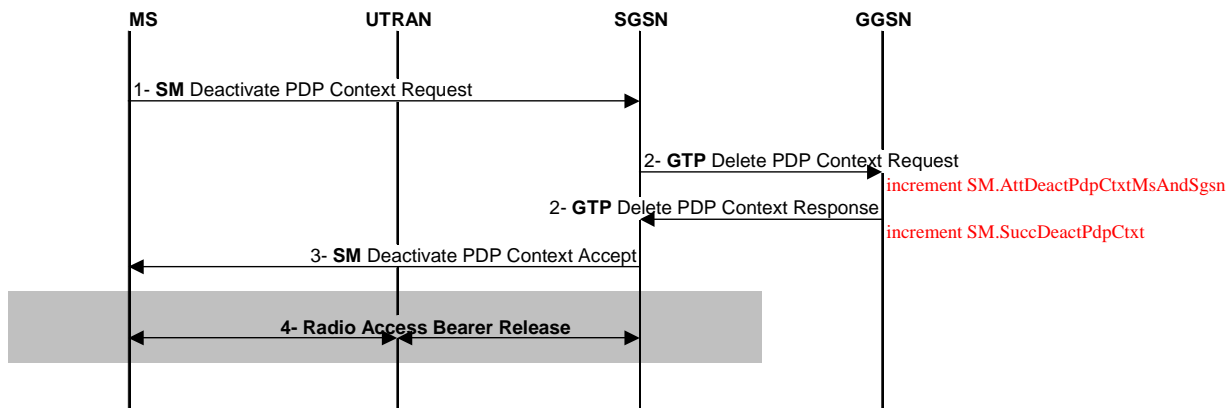 MS UTRAN SGSN GGSN
1- SM Deactivate PDP Context Request
2- GTP Delete PDP Context Request
increment SM.AttDeactPdpCtxtMsAndSgsn
2- GTP Delete PDP Context Response
increment SM.SuccDeactPdpCtxt
3- SM Deactivate PDP Context Accept
4- Radio Access Bearer Release